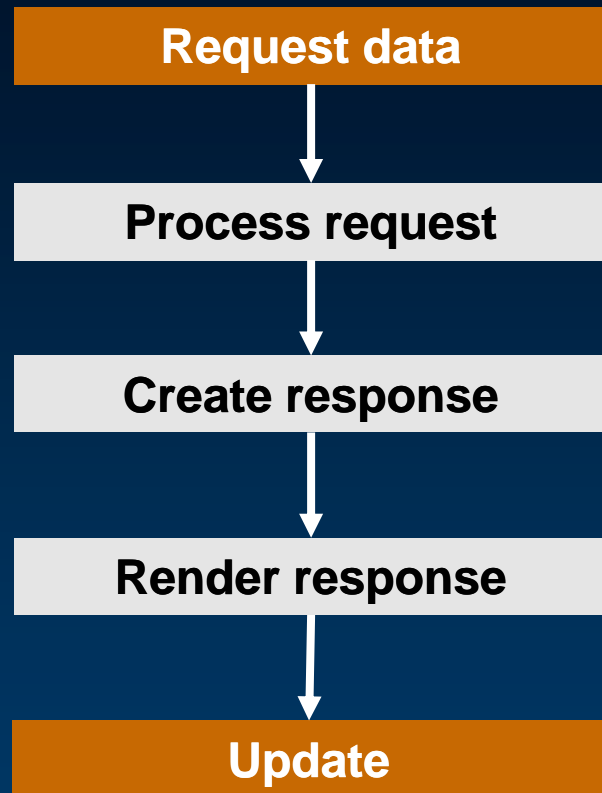 Request data
Process request
Create response
Render response
Update